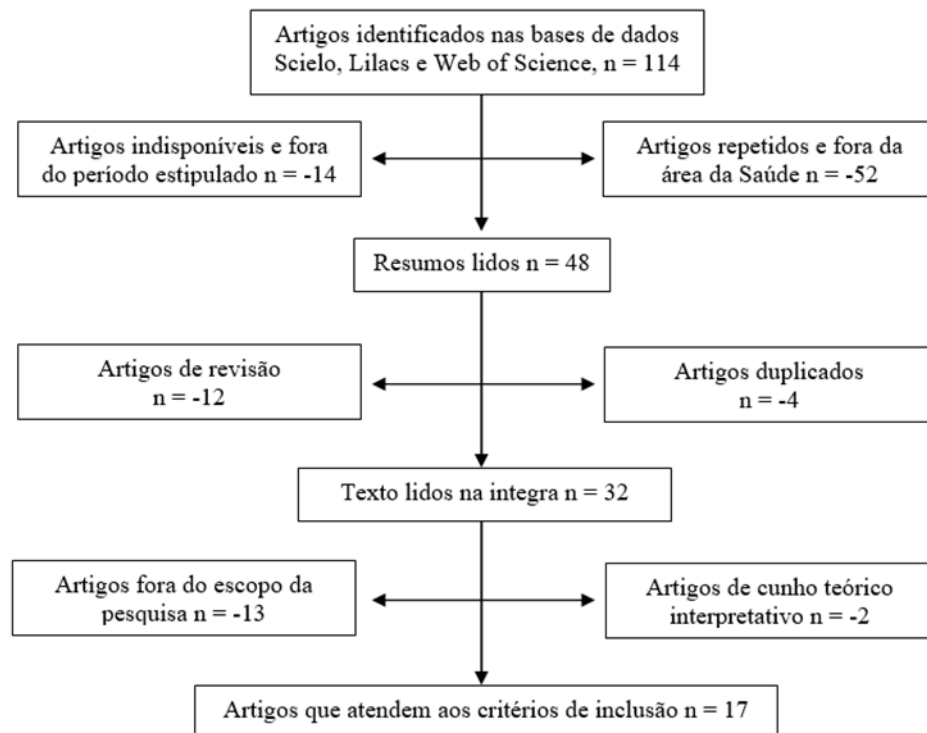 Artigos identificados nas bases de dados
Scielo, Lilacs e Web of Science, n = 114
Artigos indisponíveis e fora
do período estipulado n = -14
Artigos repetidos e fora da
área da Saúde n = -52
Resumos lidos n = 48
Artigos de revisão
n = -12
Artigos duplicados
n = -4
Texto lidos na integra n = 32
Artigos fora do escopo da
pesquisa n = -13
Artigos de cunho teórico
interpretativo n = -2
Artigos que atendem aos critérios de inclusão n = 17